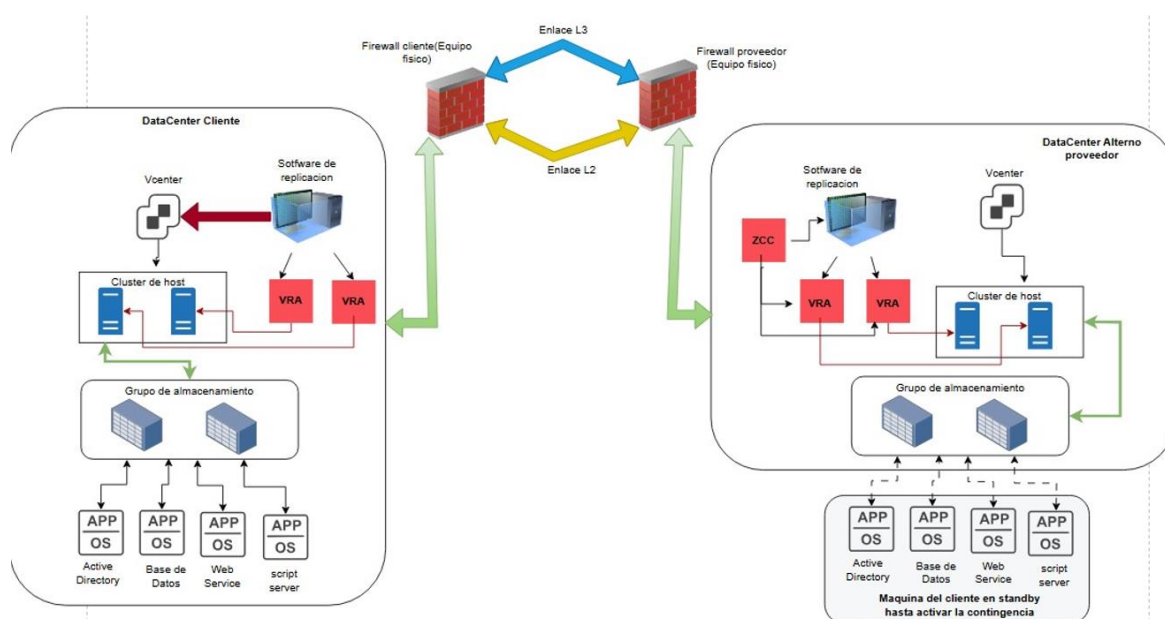 Enlace L3
Firewall cliente(Equipo
fisico)
Firewall proveedor
(Equipo fisico)
Enlace L2
DataCenter Cliente
Vcenter
Sotfware de
replicacion
Cluster de host
VRA
VRA
Grupo de almacenamiento
APP
OS
APP
OS
APP
OS
APP
OS
Active
Directory
Base de
Datos
Web
Service
script
server
DataCenter Alterno
proveedor
Sotfware de
replicacion
Vcenter
ZCC
VRA
VRA
Cluster de host
Grupo de almacenamiento
APP
OS
APP
OS
APP
OS
APP
OS
Active
Directory
Base de
Datos
Web
Service
script
server
Maquina del cliente en standby
hasta activar la contingencia